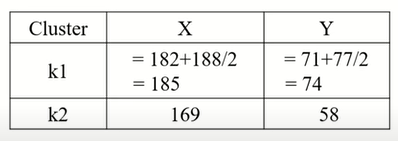 Cluster X Y
k1 = 182+188/2 = 71+77/2
= 185 = 74
k2 169 58